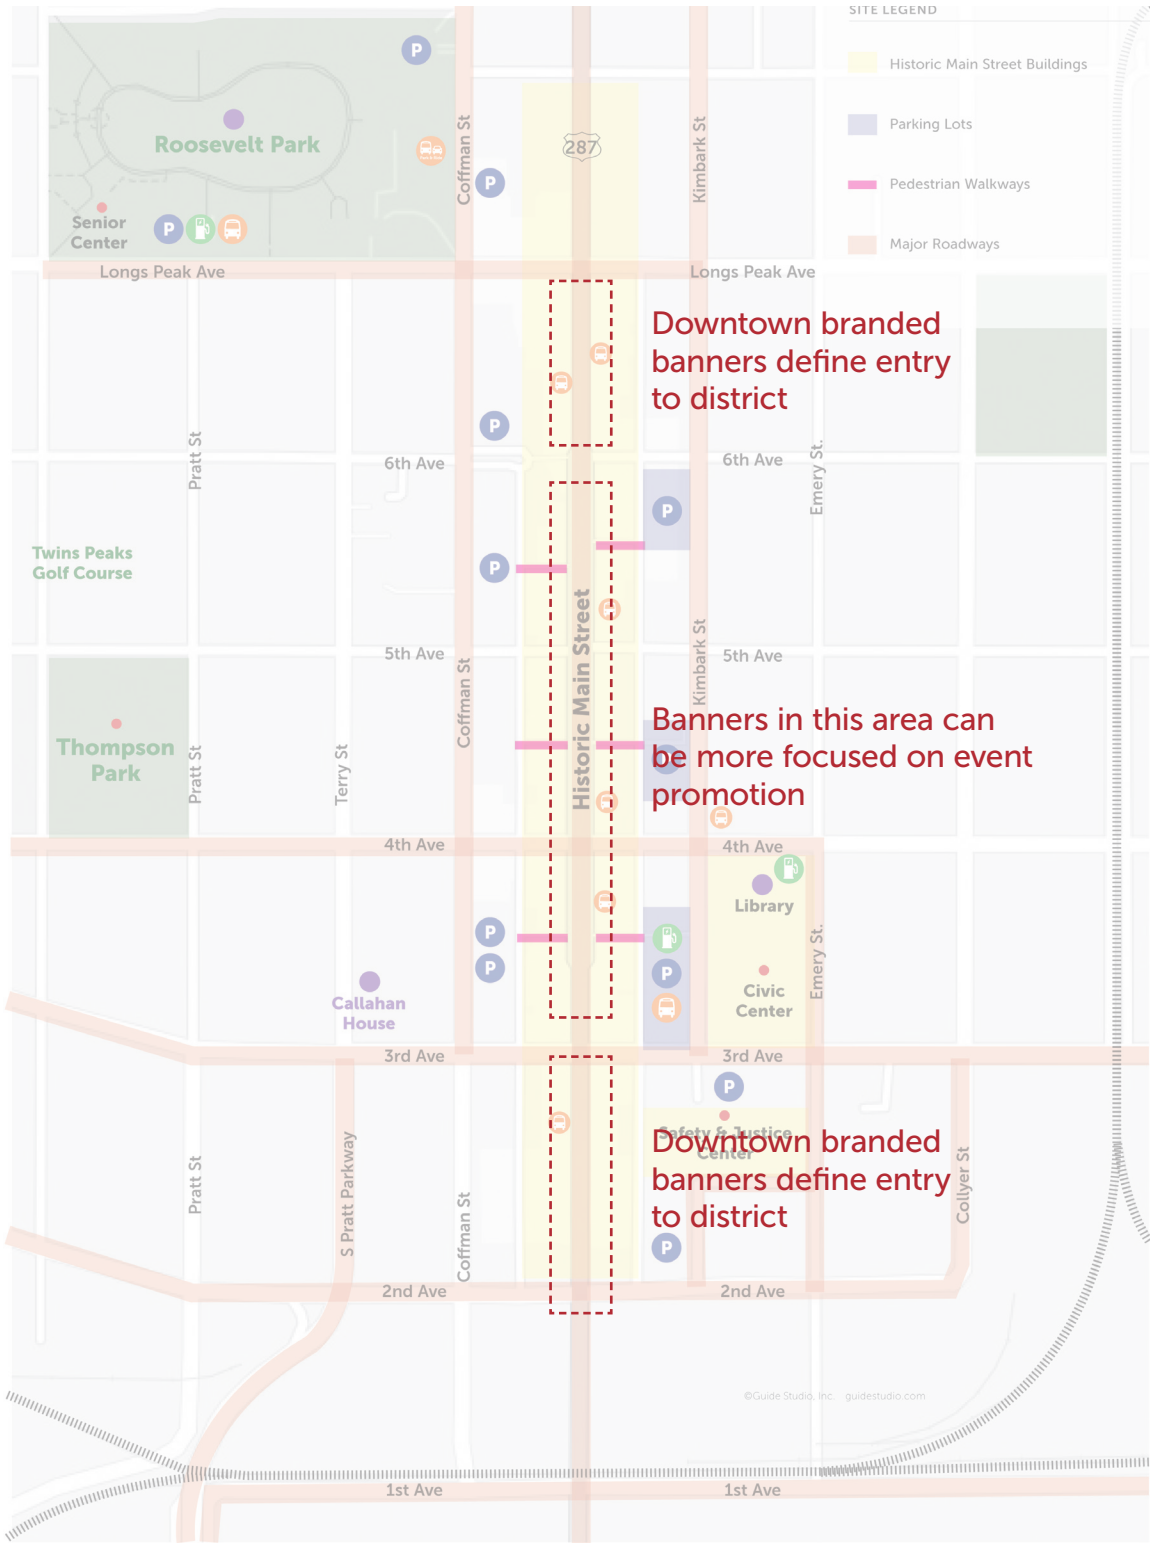 SITE LEGEND
Historic Main Street Buildings
Parking Lots
Pedestrian Walkways
Major Roadways
P
Roosevelt Park
Senior
Center
P
P
Coffman St
287
Kimbark St
Longs Peak Ave
Longs Peak Ave
Downtown branded
banners define entry
to district
P
Pratt St
6th Ave
6th Ave
Emery St.
P
Twins Peaks
Golf Course
P
Historic Main Street
5th Ave
5th Ave
Coffman St
Kimbark St
Thompson
Park
Pratt St
Terry St
Banners in this area can
be more focused on event
promotion
P
4th Ave
4th Ave
Library
P
P
P
Civic
Center
Emery St.
Callahan
House
3rd Ave
3rd Ave
P
Safety & Justice
Center
Downtown branded
banners define entry
to district
Pratt St
S Pratt Parkway
Coffman St
Collyer St
P
2nd Ave
2nd Ave
©Guide Studio, Inc. guidestudio.com
1st Ave
1st Ave